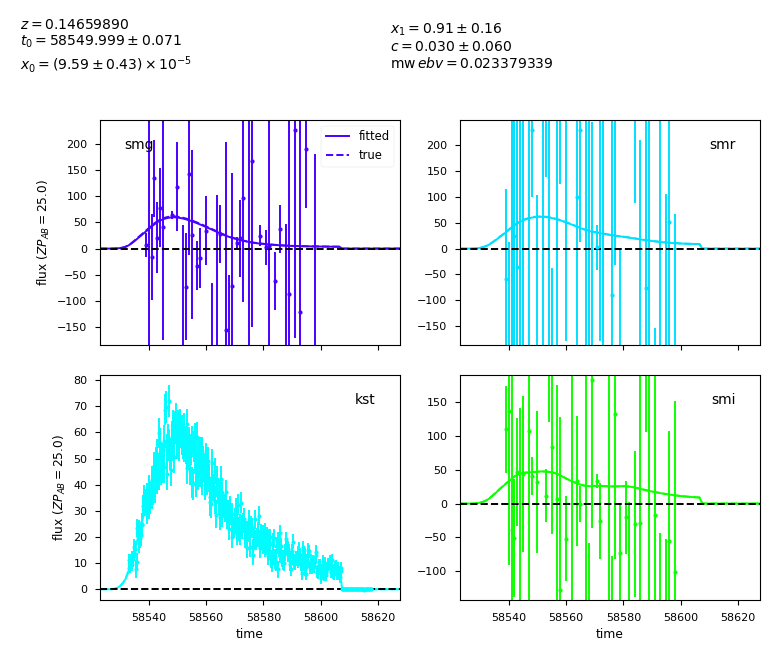 z = 0.14659890
t₀ = 58549.999 ± 0.071
x₀ = (9.59 ± 0.43) × 10⁻⁵
x₁ = 0.91 ± 0.16
c = 0.030 ± 0.060
mw ebv = 0.023379339
flux (ZP_AB = 25.0)
200
150
100
50
0
−50
−100
−150
smg
fitted
true
200
150
100
50
0
−50
−100
−150
smr
flux (ZP_AB = 25.0)
80
70
60
50
40
30
20
10
0
kst
58540 58560 58580 58600 58620
time
150
100
50
0
−50
−100
smi
58540 58560 58580 58600 58620
time